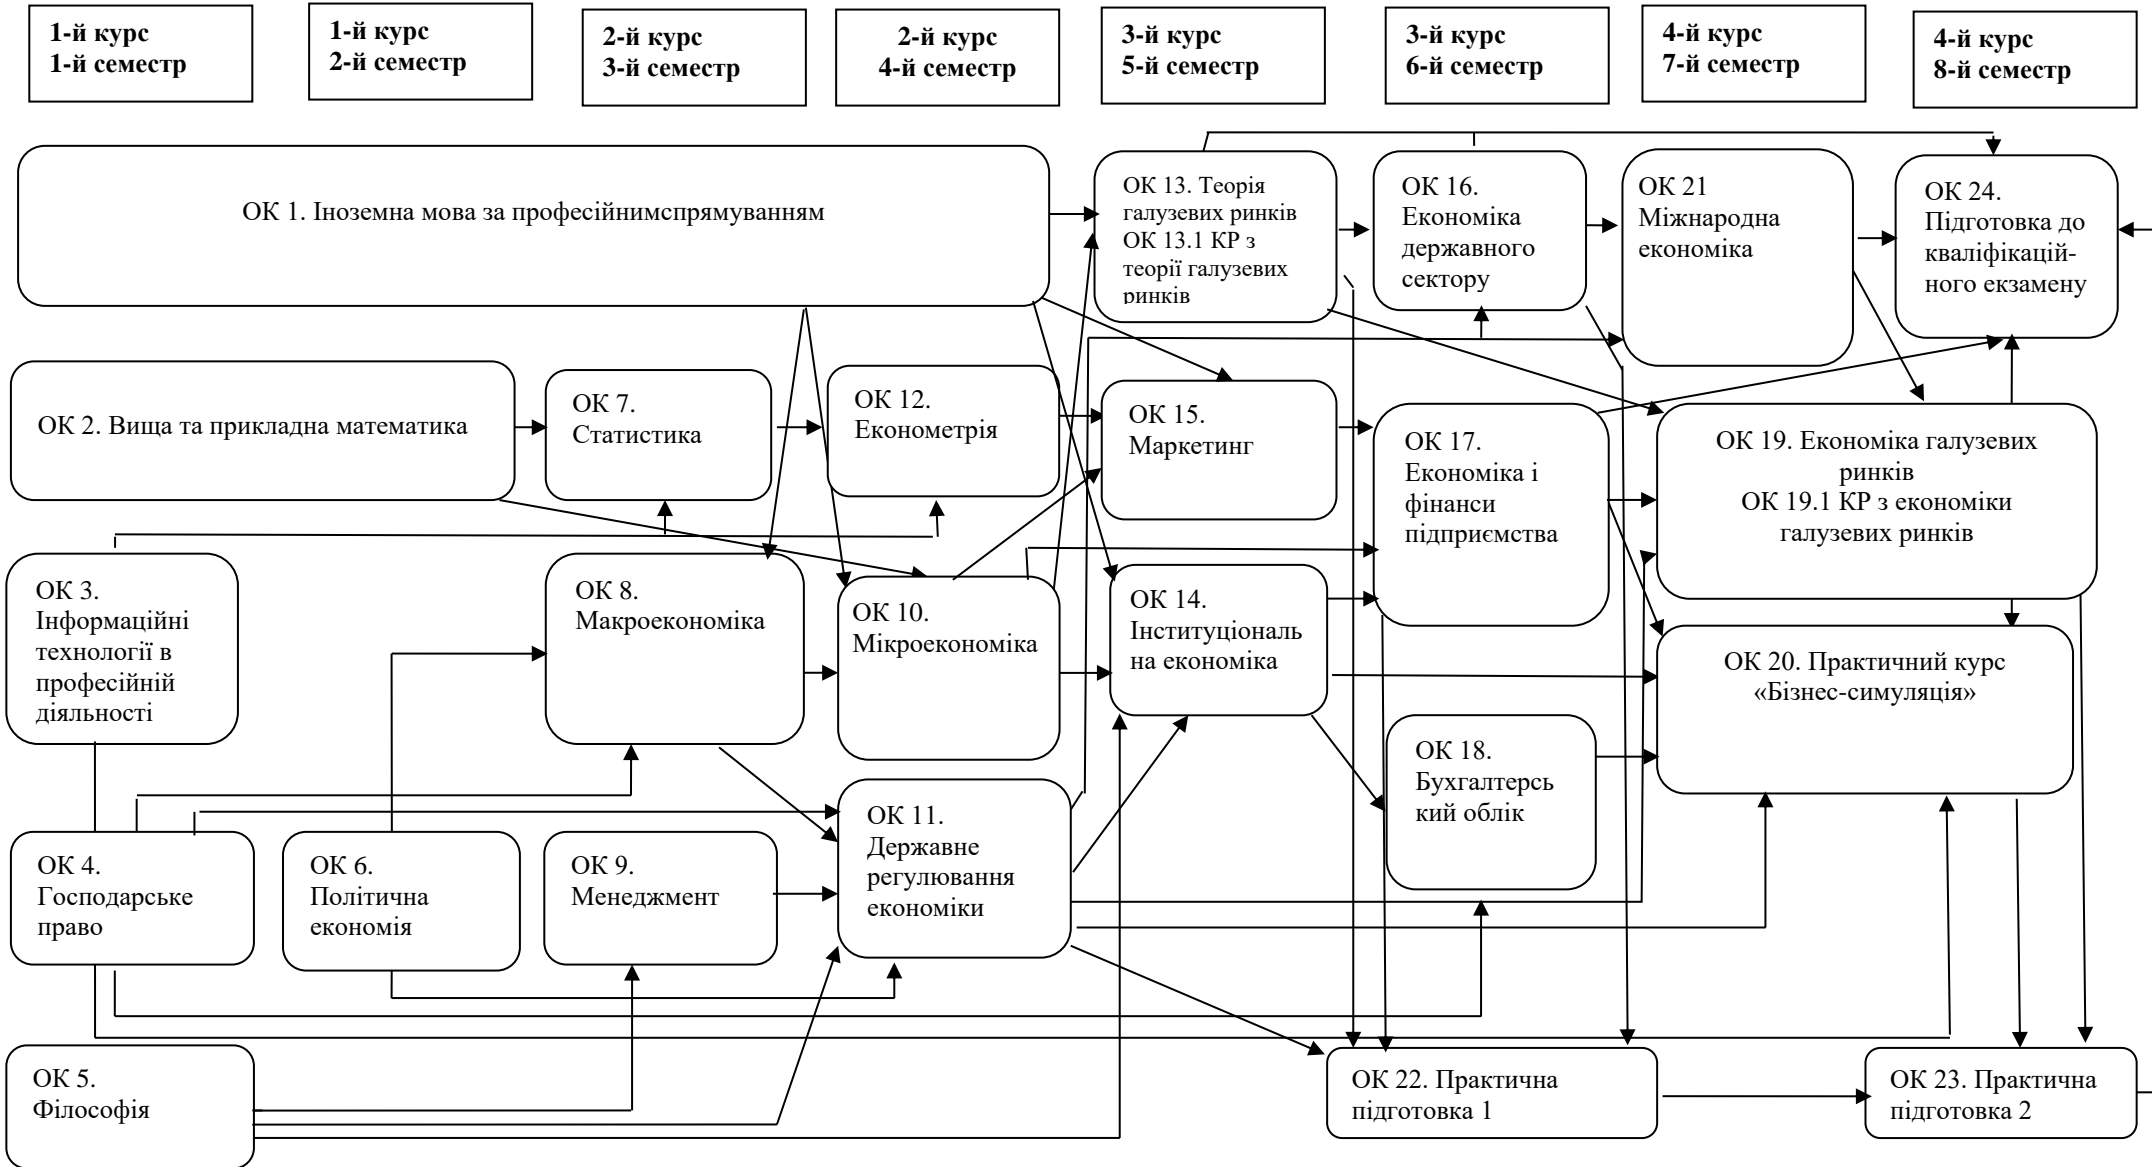 1-й курс
1-й семестр
1-й курс
2-й семестр
2-й курс
3-й семестр
2-й курс
4-й семестр
3-й курс
5-й семестр
3-й курс
6-й семестр
4-й курс
7-й семестр
4-й курс
8-й семестр
ОК 1. Іноземна мова за професійнимспрямуванням
ОК 13. Теорія
галузевих ринків
ОК 13.1 КР з
теорії галузевих
ринків
ОК 16.
Економіка
державного
сектору
ОК 21
Міжнародна
економіка
ОК 24.
Підготовка до
кваліфікацій-
ного екзамену
ОК 2. Вища та прикладна математика
ОК 7.
Статистика
ОК 12.
Економетрія
ОК 15.
Маркетинг
ОК 17.
Економіка і
фінанси
підприємства
ОК 19. Економіка галузевих
ринків
ОК 19.1 КР з економіки
галузевих ринків
ОК 3.
Інформаційні
технології в
професійній
діяльності
ОК 8.
Макроекономіка
ОК 10.
Мікроекономіка
ОК 14.
Інституціональ
на економіка
ОК 20. Практичний курс
«Бізнес-симуляція»
ОК 18.
Бухгалтерсь
кий облік
ОК 4.
Господарське
право
ОК 6.
Політична
економія
ОК 9.
Менеджмент
ОК 11.
Державне
регулювання
економіки
ОК 5.
Філософія
ОК 22. Практична
підготовка 1
ОК 23. Практична
підготовка 2